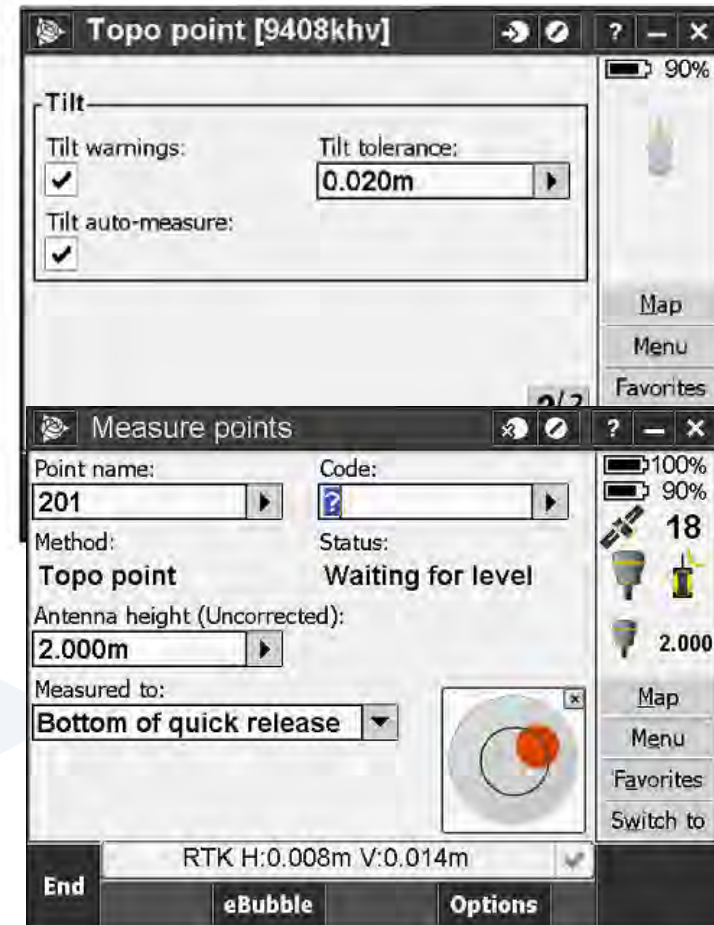 Topo point [9408khv]
? – ×
90%
Tilt
Tilt warnings:
Tilt tolerance:
0.020m
Tilt auto-measure:
Map
Menu
Favorites
Measure points
? – ×
Point name:
Code:
100%
201
?
90%
Method:
Status:
18
Topo point
Waiting for level
Antenna height (Uncorrected):
2.000m
2.000
Measured to:
Bottom of quick release
Map
Menu
Favorites
Switch to
RTK H:0.008m V:0.014m
End
eBubble
Options